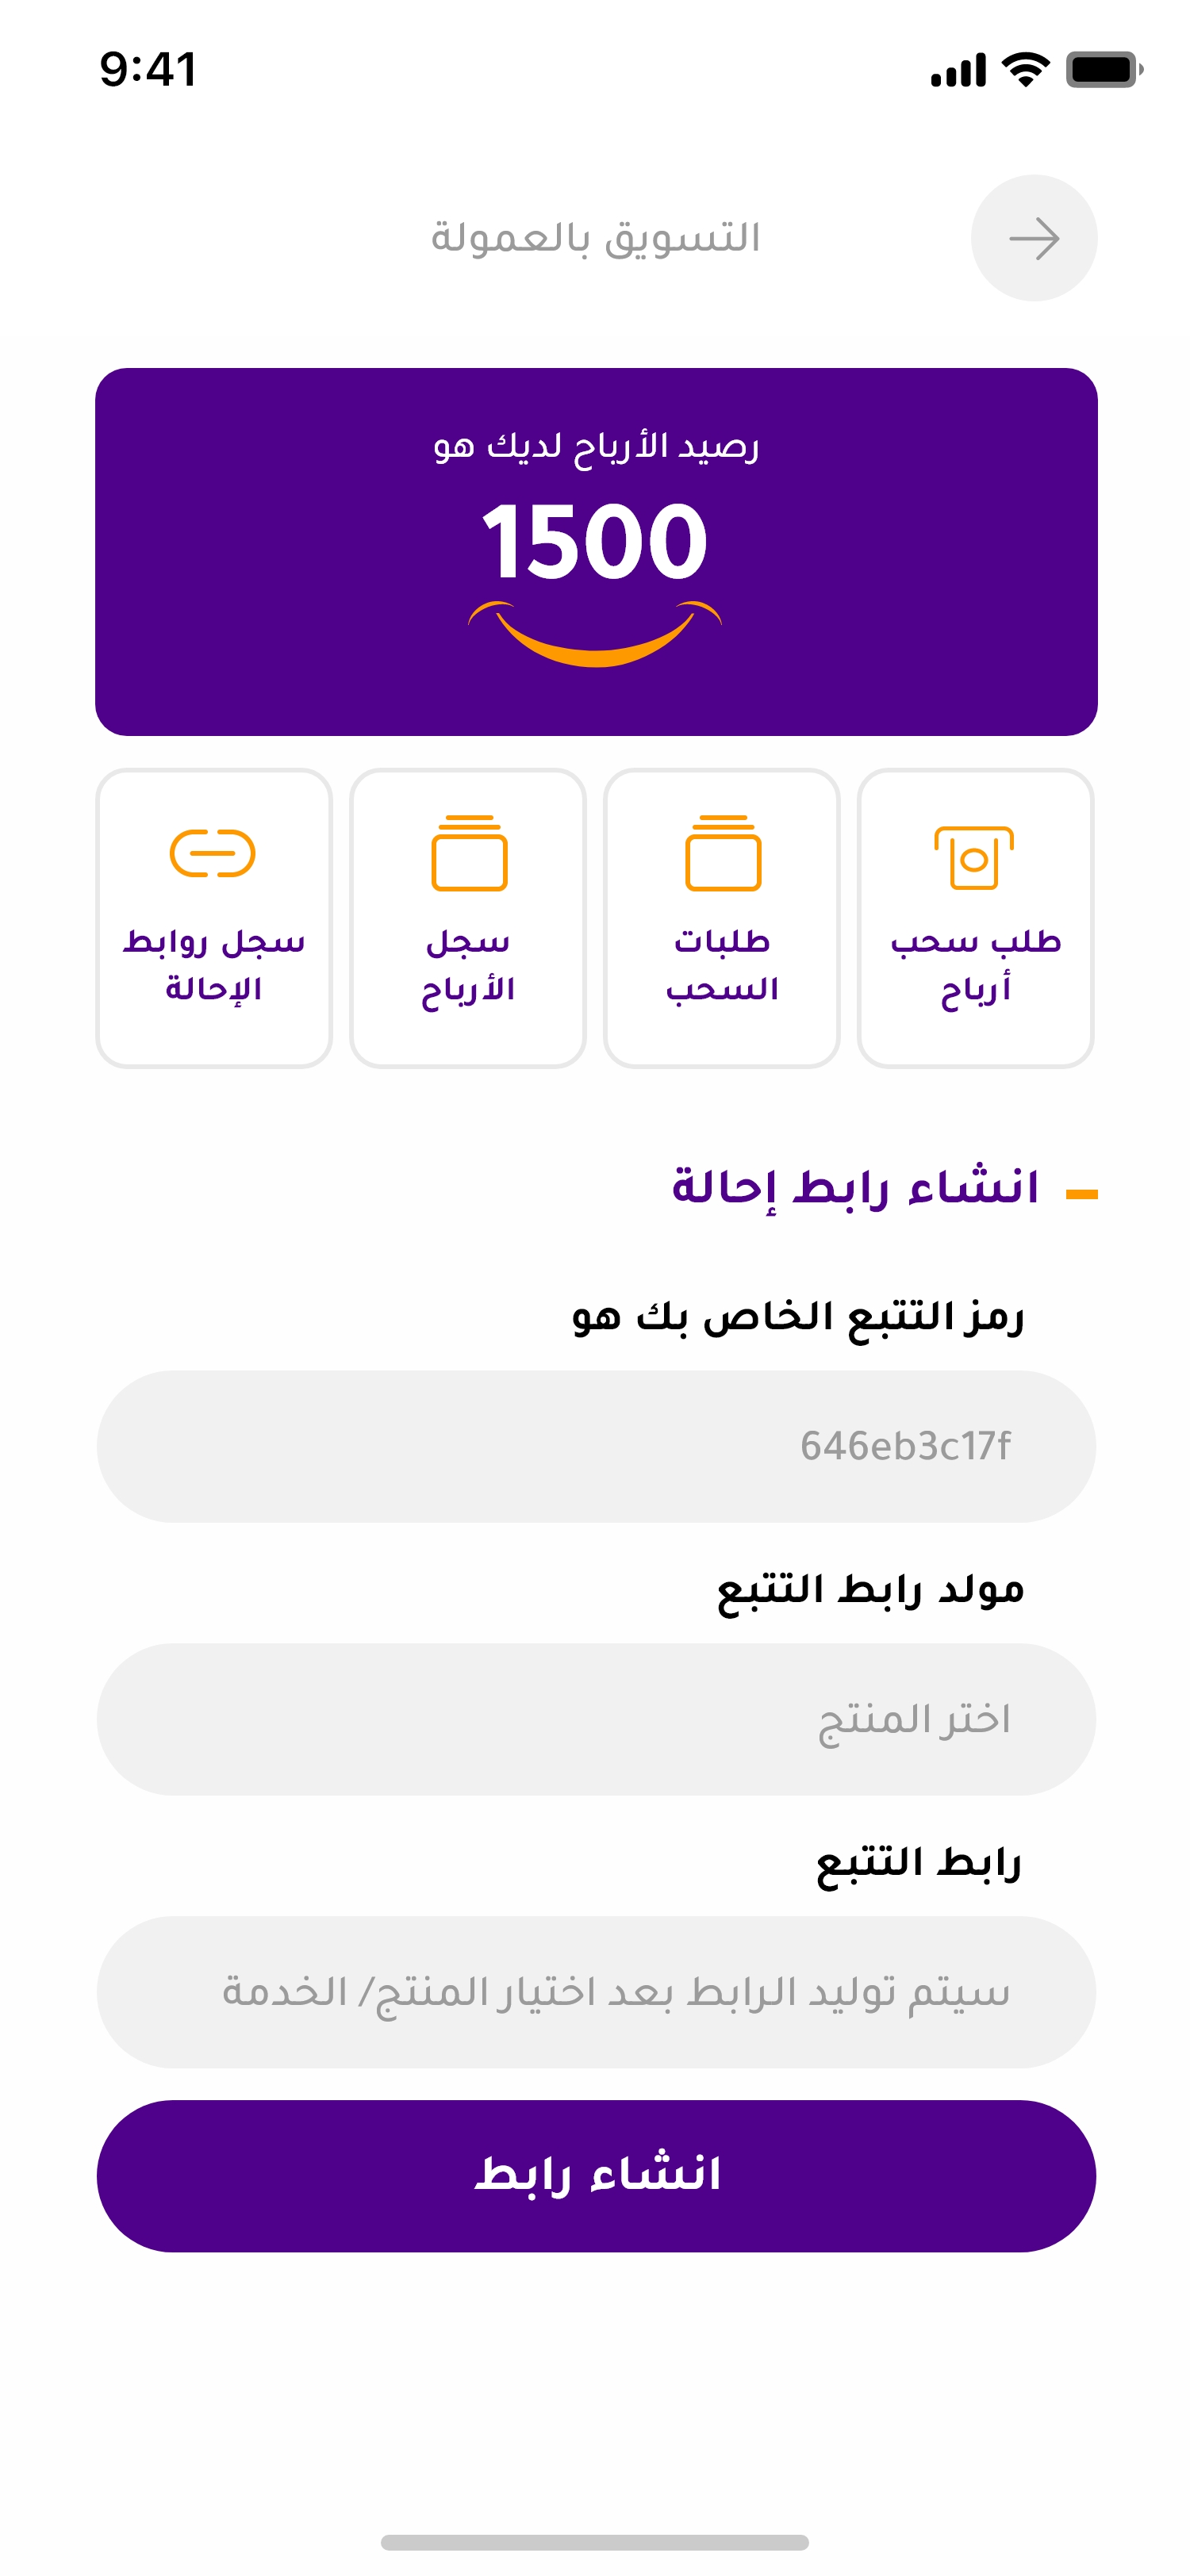 9:41
التسويق بالعمولة
رصيد الأرباح لديك هو
1500
طلب سحب
أرباح
طلبات
السحب
سجل
الأرباح
سجل روابط
الإحالة
انشاء رابط إحالة
رمز التتبع الخاص بك هو
646eb3c17f
مولد رابط التتبع
اختر المنتج
رابط التتبع
سيتم توليد الرابط بعد اختيار المنتج/ الخدمة
انشاء رابط